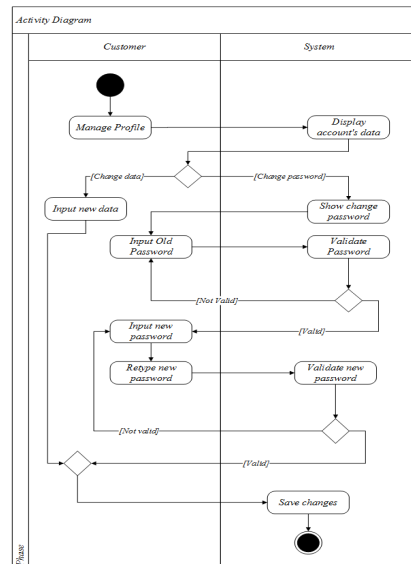 Activity Diagram
Customer
System
Manage Profile
Display
account's data
[Change data]
[Change password]
Input new data
Show change
password
Input Old
Password
Validate
Password
[Not Valid]
[Valid]
Input new
password
Retype new
password
Validate new
password
[Not valid]
[Valid]
Save changes
Phase